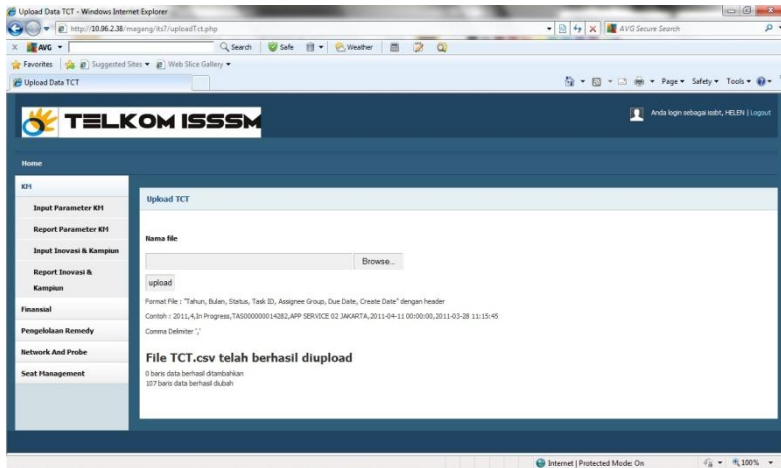 Upload Data TCT - Windows Internet Explorer
http://10.96.2.38/magang/its7/uploadTct.php
AVG Secure Search
AVG
Search
Safe
Weather
Favorites
Suggested Sites
Web Slice Gallery
Upload Data TCT
Page
Safety
Tools
TELKOM ISSSM
Anda login sebagai issbt, HELEN | Logout
Home
KM
Input Parameter KM
Report Parameter KM
Input Inovasi & Kampiun
Report Inovasi &
Kampiun
Finansial
Pengelolaan Remedy
Network And Probe
Seat Management
Upload TCT
Nama file
Browse...
upload
Format File : "Tahun, Bulan, Status, Task ID, Assignee Group, Due Date, Create Date" dengan header
Contoh : 2011,4,In Progress,TAS000000014282,APP SERVICE 02 JAKARTA,2011-04-11 00:00:00,2011-03-28 11:15:45
Comma Delimiter ','
File TCT.csv telah berhasil diupload
0 baris data berhasil ditambahkan
107 baris data berhasil diubah
Internet | Protected Mode: On
100%